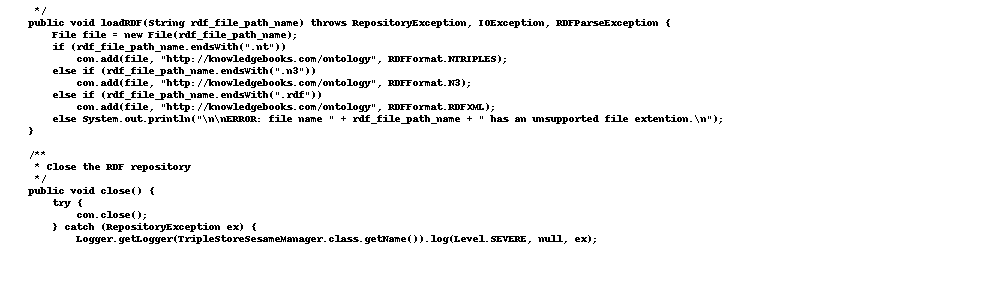 */
public void loadRDF(String rdf_file_path_name) throws RepositoryException, IOException, RDFParseException {
File file = new File(rdf_file_path_name);
if (rdf_file_path_name.endsWith(".nt"))
con.add(file, "http://knowledgebooks.com/ontology", RDFFormat.NTRIPLES);
else if (rdf_file_path_name.endsWith(".n3"))
con.add(file, "http://knowledgebooks.com/ontology", RDFFormat.N3);
else if (rdf_file_path_name.endsWith(".rdf"))
con.add(file, "http://knowledgebooks.com/ontology", RDFFormat.RDFXML);
else System.out.println("\n\nERROR: file name " + rdf_file_path_name + " has an unsupported file extention.\n");
}
/**
* Close the RDF repository
*/
public void close() {
try {
con.close();
} catch (RepositoryException ex) {
Logger.getLogger(TripleStoreSesameManager.class.getName()).log(Level.SEVERE, null, ex);